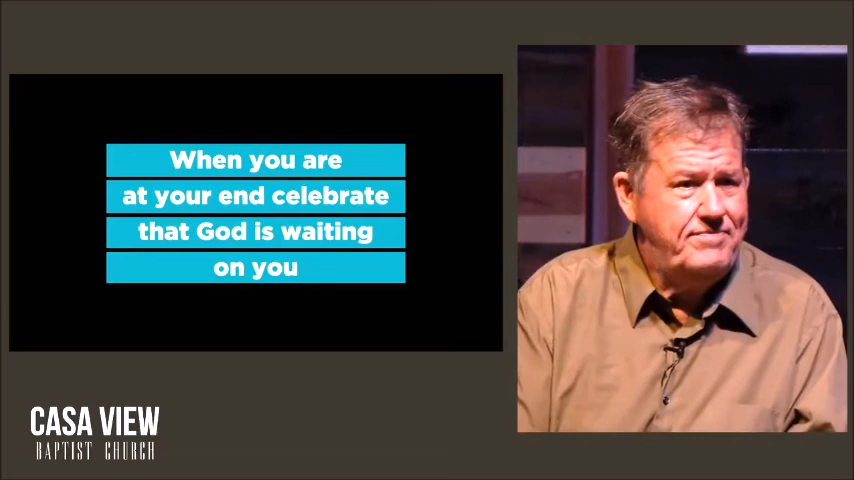 When you are
at your end celebrate
that God is waiting
on you
CASA VIEW
BAPTIST CHURCH